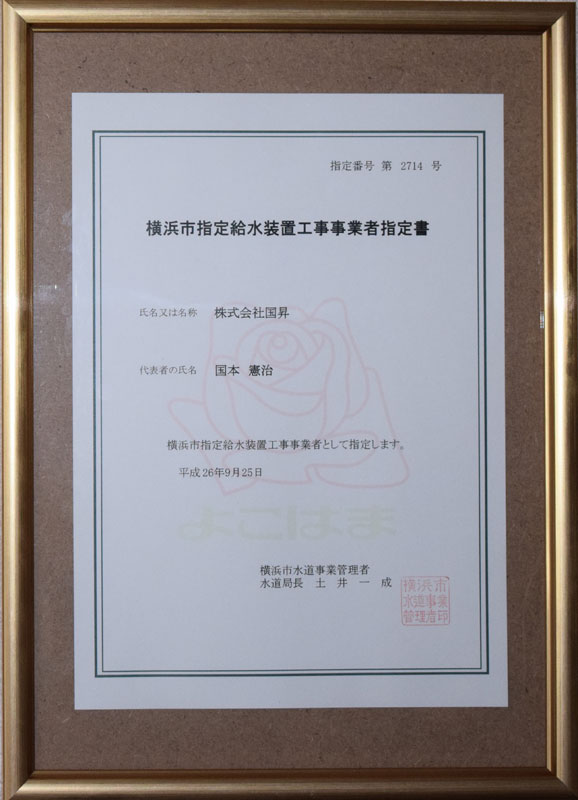 指定番号 第 2714 号
横浜市指定給水装置工事事業者指定書
氏名又は名称 株式会社国昇
代表者の氏名 国本 憲治
横浜市指定給水装置工事事業者として指定します。
平成26年9月25日
よこはま
横浜市水道事業管理者
水道局長 土井一成
横浜市
水道事業
管理者印